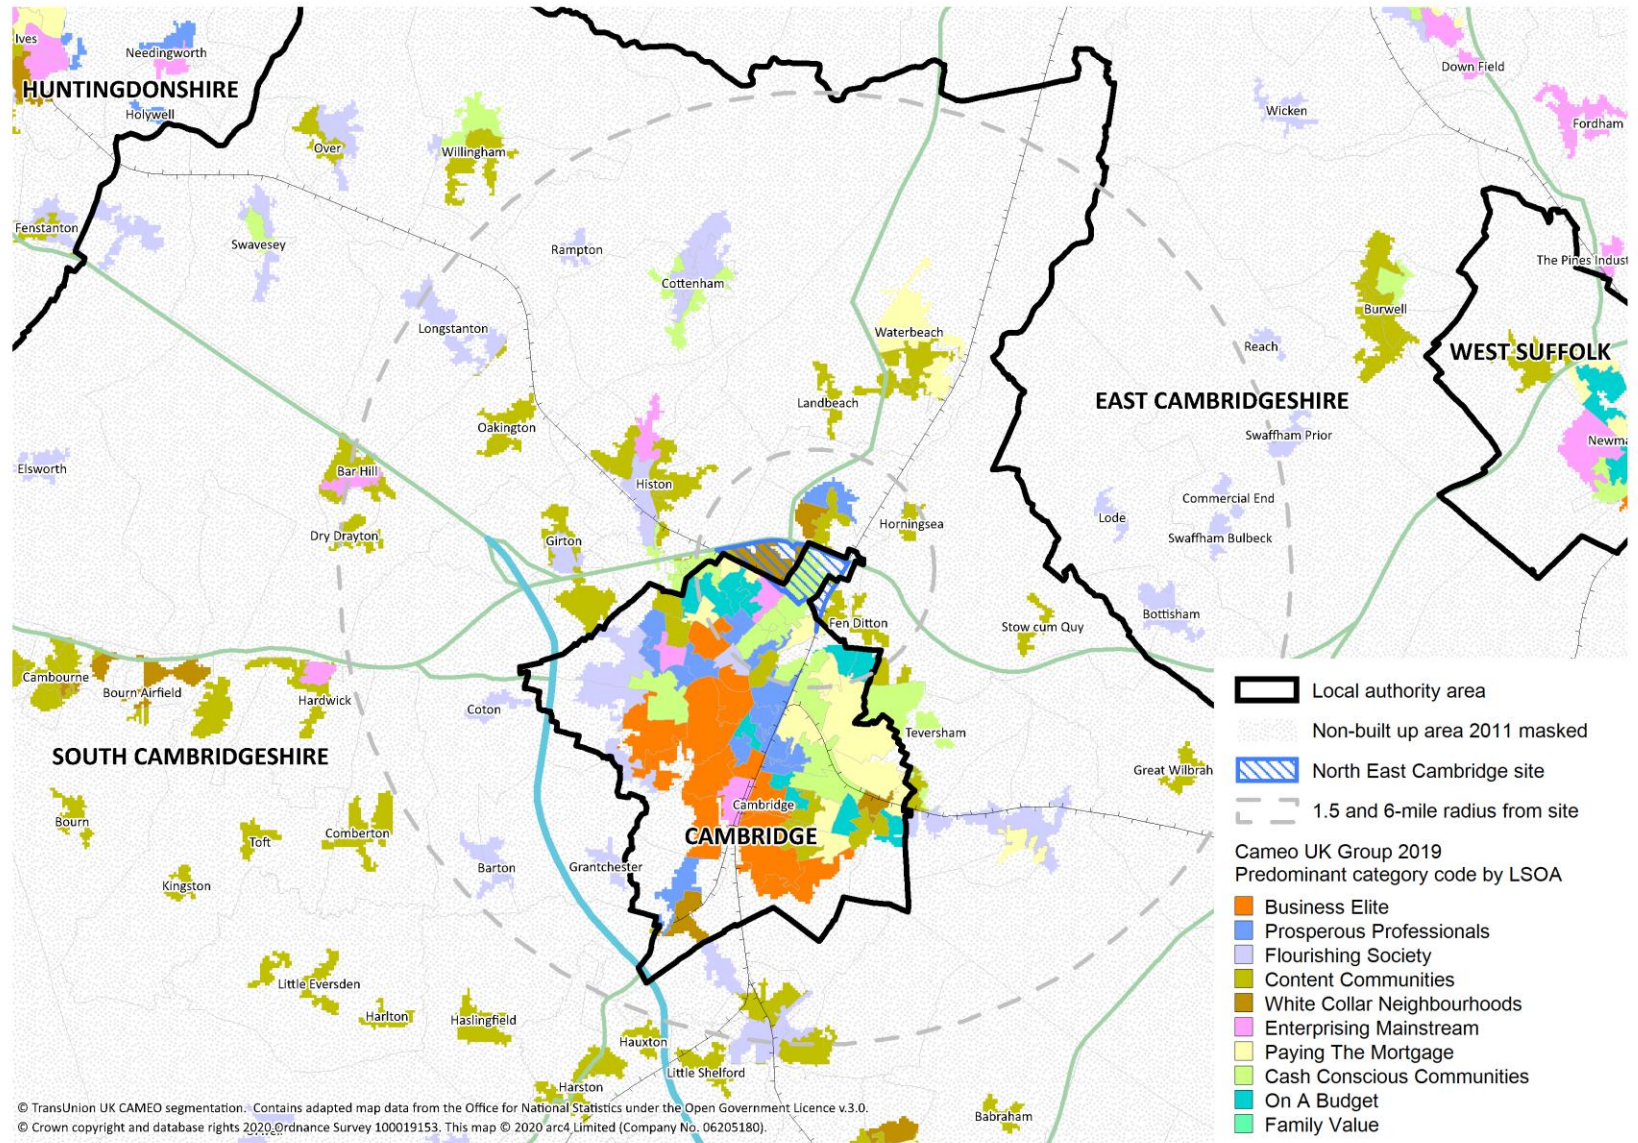 Ives
Needingworth
HUNTINGDONSHIRE
Holywell
Over
Willingham
Down Field
Wicken
Fordham
Fenstanton
Swavesey
Rampton
Cottenham
The Pines Indust
Longstanton
Waterbeach
Burwell
Reach
WEST SUFFOLK
Landbeach
EAST CAMBRIDGESHIRE
Oakington
Swaffham Prior
Newma
Elsworth
Bar Hill
Histon
Commercial End
Lode
Horningsea
Dry Drayton
Girton
Swaffham Bulbeck
Bottisham
Fen Ditton
Stow cum Quy
Cambourne
Bourn Airfield
Hardwick
Coton
Teversham
SOUTH CAMBRIDGESHIRE
Great Wilbrah
Cambridge
CAMBRIDGE
Bourn
Toft
Comberton
Barton
Grantchester
Kingston
Little Eversden
Harlton
Haslingfield
Hauxton
Little Shelford
Harston
Babraham
Local authority area
Non-built up area 2011 masked
North East Cambridge site
1.5 and 6-mile radius from site
Cameo UK Group 2019
Predominant category code by LSOA
Business Elite
Prosperous Professionals
Flourishing Society
Content Communities
White Collar Neighbourhoods
Enterprising Mainstream
Paying The Mortgage
Cash Conscious Communities
On A Budget
Family Value
© TransUnion UK CAMEO segmentation. Contains adapted map data from the Office for National Statistics under the Open Government Licence v.3.0.
© Crown copyright and database rights 2020 Ordnance Survey 100019153. This map © 2020 arc4 Limited (Company No. 06205180).